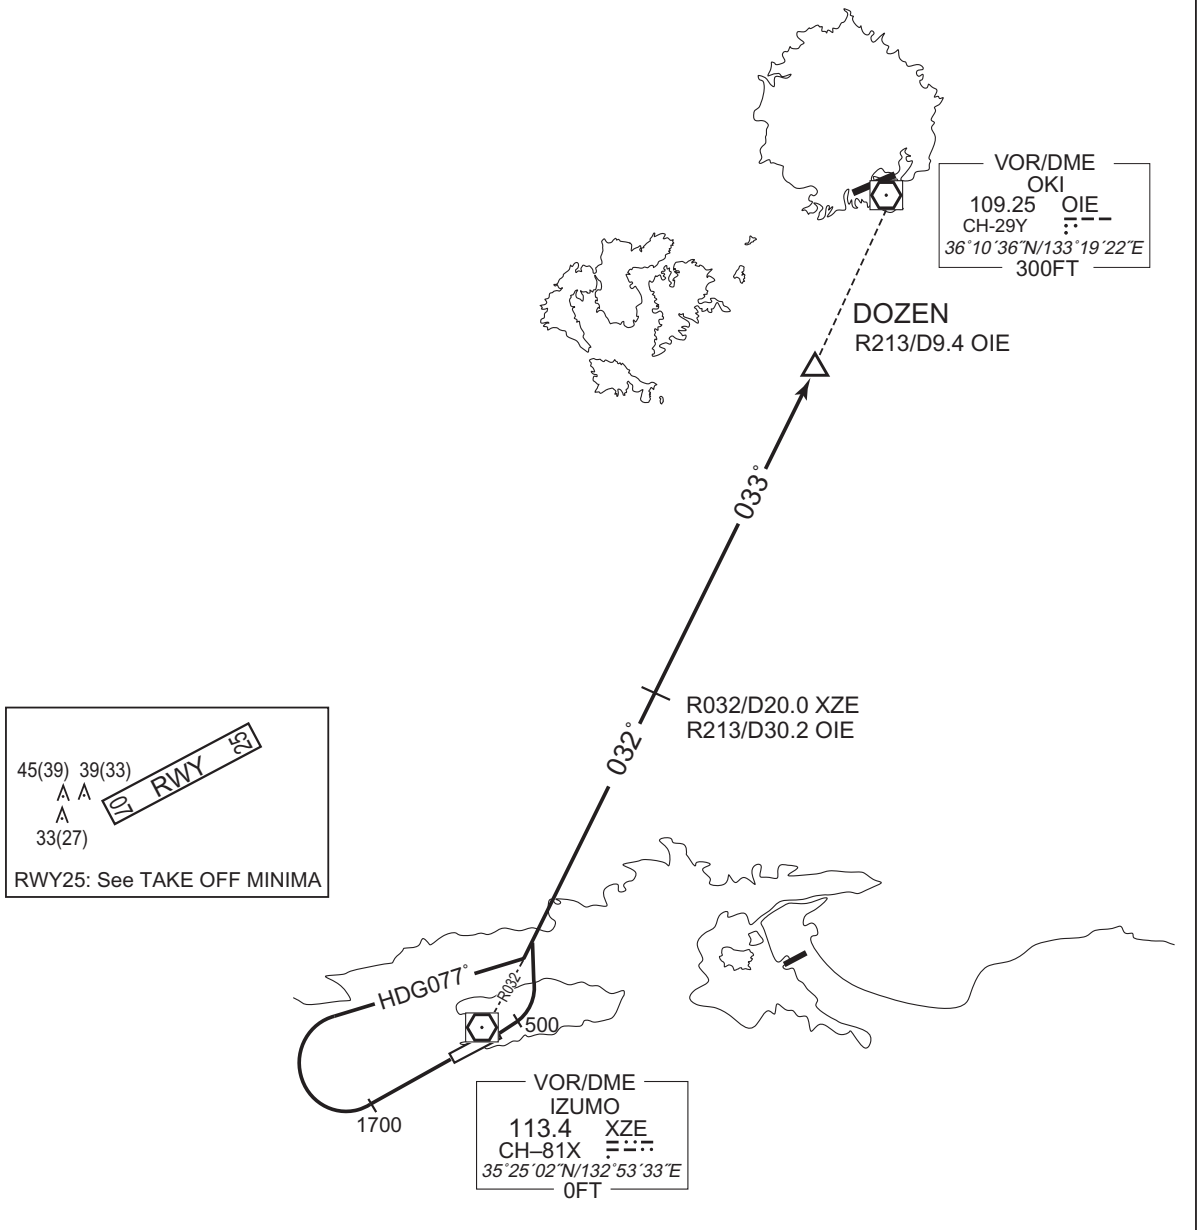 VOR/DME
OKI
109.25 OIE
CH-29Y
36°10´36˝N/133°19´22˝E
300FT
DOZEN
R213/D9.4 OIE
033°
R032/D20.0 XZE
R213/D30.2 OIE
032°
45(39) 39(33)
33(27)
07 RWY 25
RWY25: See TAKE OFF MINIMA
HDG077°
R032
500
1700
VOR/DME
IZUMO
113.4 XZE
CH–81X
35°25´02˝N/132°53´33˝E
0FT